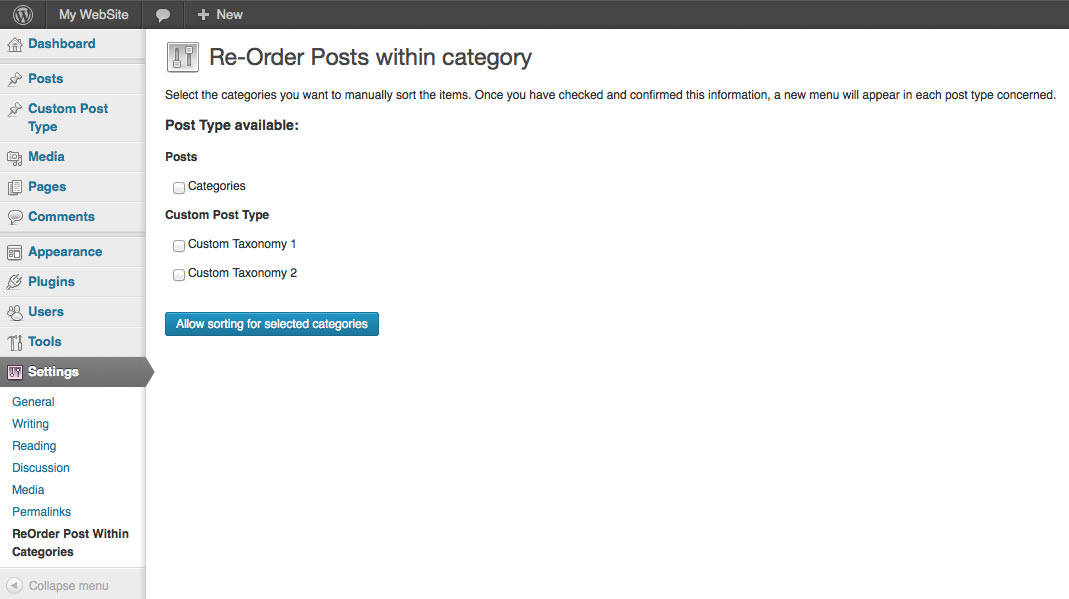 My WebSite
New
Dashboard
Posts
Custom Post
Type
Media
Pages
Comments
Appearance
Plugins
Users
Tools
Settings
General
Writing
Reading
Discussion
Media
Permalinks
ReOrder Post Within
Categories
Collapse menu
Re-Order Posts within category
Select the categories you want to manually sort the items. Once you have checked and confirmed this information, a new menu will appear in each post type concerned.
Post Type available:
Posts
Categories
Custom Post Type
Custom Taxonomy 1
Custom Taxonomy 2
Allow sorting for selected categories